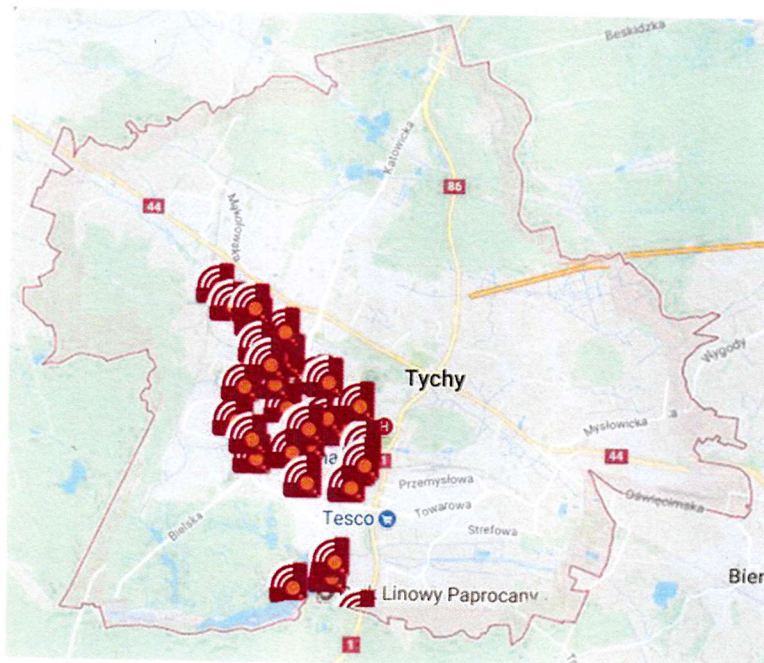 Beskidzka
Katowicka
86
44
Mikołowska
Wygody
Tychy
Mysłowicka
H
na
1
44
Przemysłowa
Oświęcimska
Towarowa
Tesco
Strefowa
Bielska
Bier
Linowy Paprocany
1